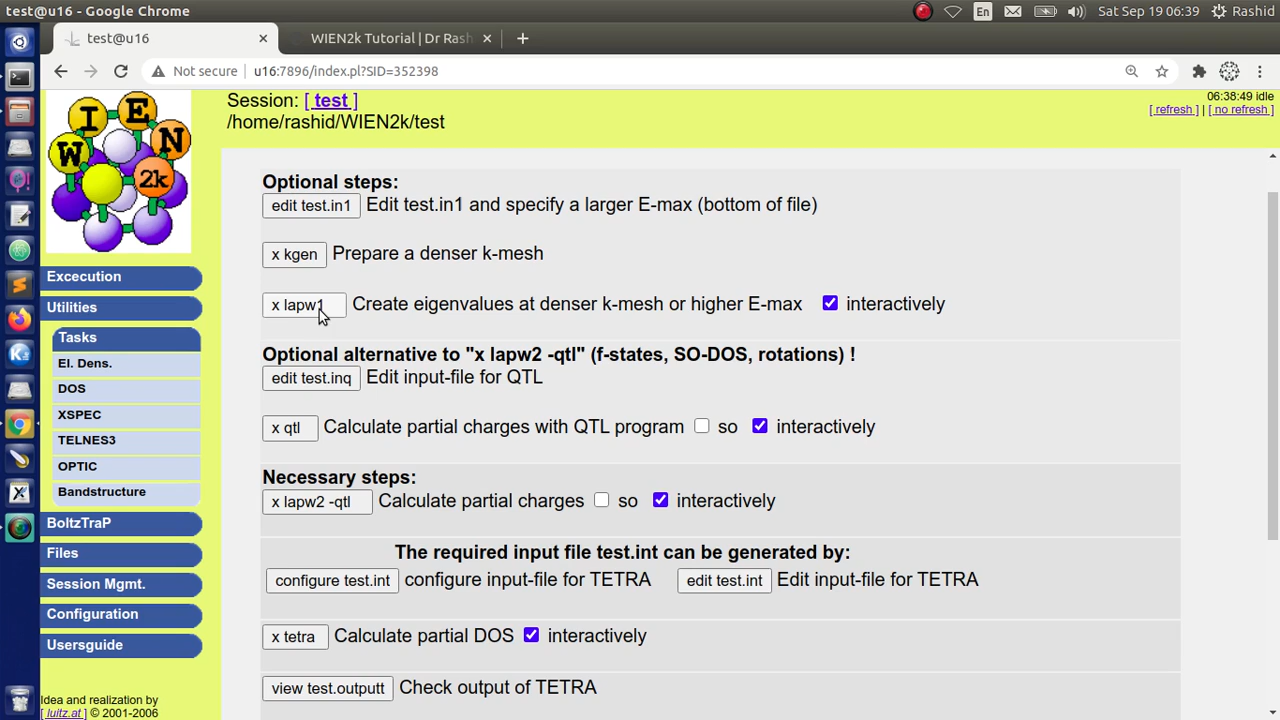 test@u16 - Google Chrome
En
Sat Sep 19 06:39
Rashid
test@u16
WIEN2k Tutorial | Dr Rash
Not secure
u16:7896/index.pl?SID=352398
W I E N 2k
Session: [ test ]
/home/rashid/WIEN2k/test
06:38:49 idle
[ refresh ] | [ no refresh ]
Excecution
Utilities
Tasks
El. Dens.
DOS
XSPEC
TELNES3
OPTIC
Bandstructure
BoltzTraP
Files
Session Mgmt.
Configuration
Usersguide
Idea and realization by
[ luitz.at ] © 2001-2006
Optional steps:
edit test.in1 Edit test.in1 and specify a larger E-max (bottom of file)
x kgen Prepare a denser k-mesh
x lapw1 Create eigenvalues at denser k-mesh or higher E-max interactively
Optional alternative to "x lapw2 -qtl" (f-states, SO-DOS, rotations) !
edit test.inq Edit input-file for QTL
x qtl Calculate partial charges with QTL program so interactively
Necessary steps:
x lapw2 -qtl Calculate partial charges so interactively
The required input file test.int can be generated by:
configure test.int configure input-file for TETRA edit test.int Edit input-file for TETRA
x tetra Calculate partial DOS interactively
view test.outputt Check output of TETRA